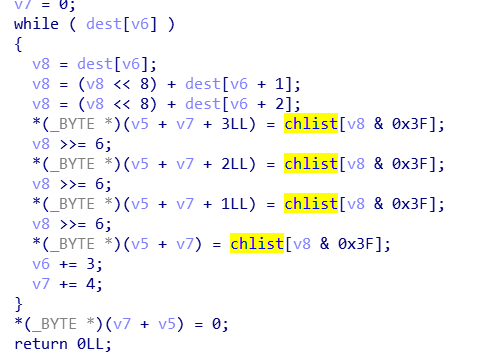 v7 = 0;
while ( dest[v6] )
{
v8 = dest[v6];
v8 = (v8 << 8) + dest[v6 + 1];
v8 = (v8 << 8) + dest[v6 + 2];
*(_BYTE *)(v5 + v7 + 3LL) = chlist[v8 & 0x3F];
v8 >>= 6;
*(_BYTE *)(v5 + v7 + 2LL) = chlist[v8 & 0x3F];
v8 >>= 6;
*(_BYTE *)(v5 + v7 + 1LL) = chlist[v8 & 0x3F];
v8 >>= 6;
*(_BYTE *)(v5 + v7) = chlist[v8 & 0x3F];
v6 += 3;
v7 += 4;
}
*(_BYTE *)(v7 + v5) = 0;
return 0LL;